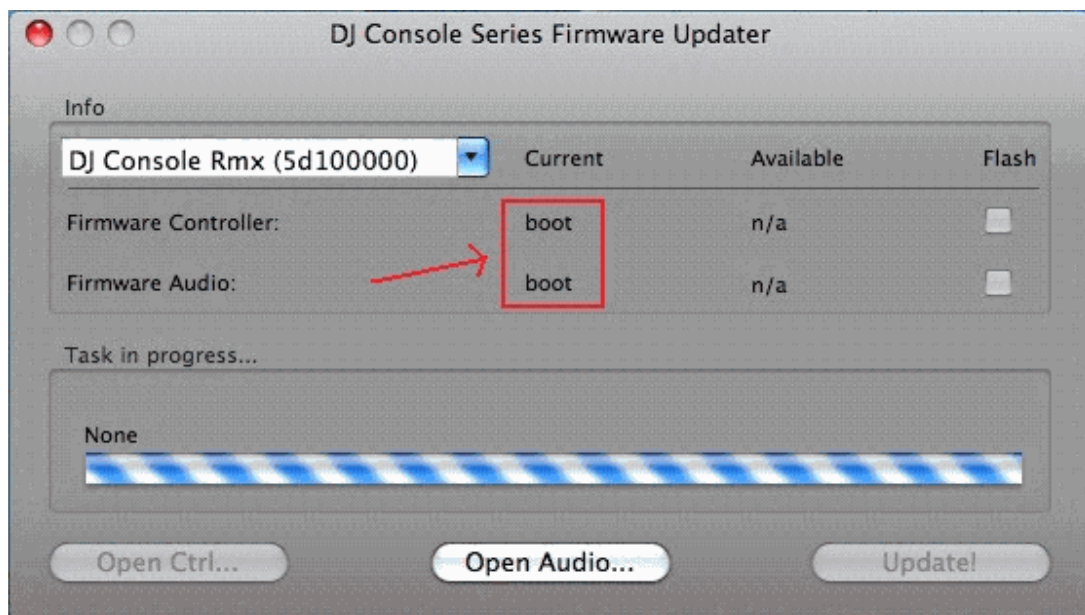 DJ Console Series Firmware Updater
Info
DJ Console Rmx (5d100000) Current Available Flash
Firmware Controller: boot n/a
Firmware Audio: boot n/a
Task in progress...
None
Open Ctrl... Open Audio... Update!